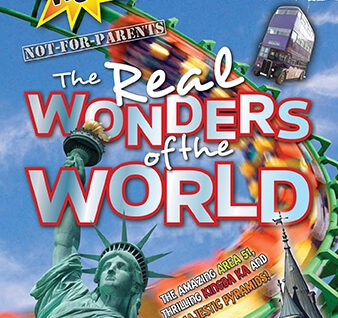 NOT-FOR-PARENTS
The Real
WONDERS
of the
WORLD
THE AMAZING AREA 51,
THRILLING KINGDA KA AND
MAJESTIC PYRAMIDS!